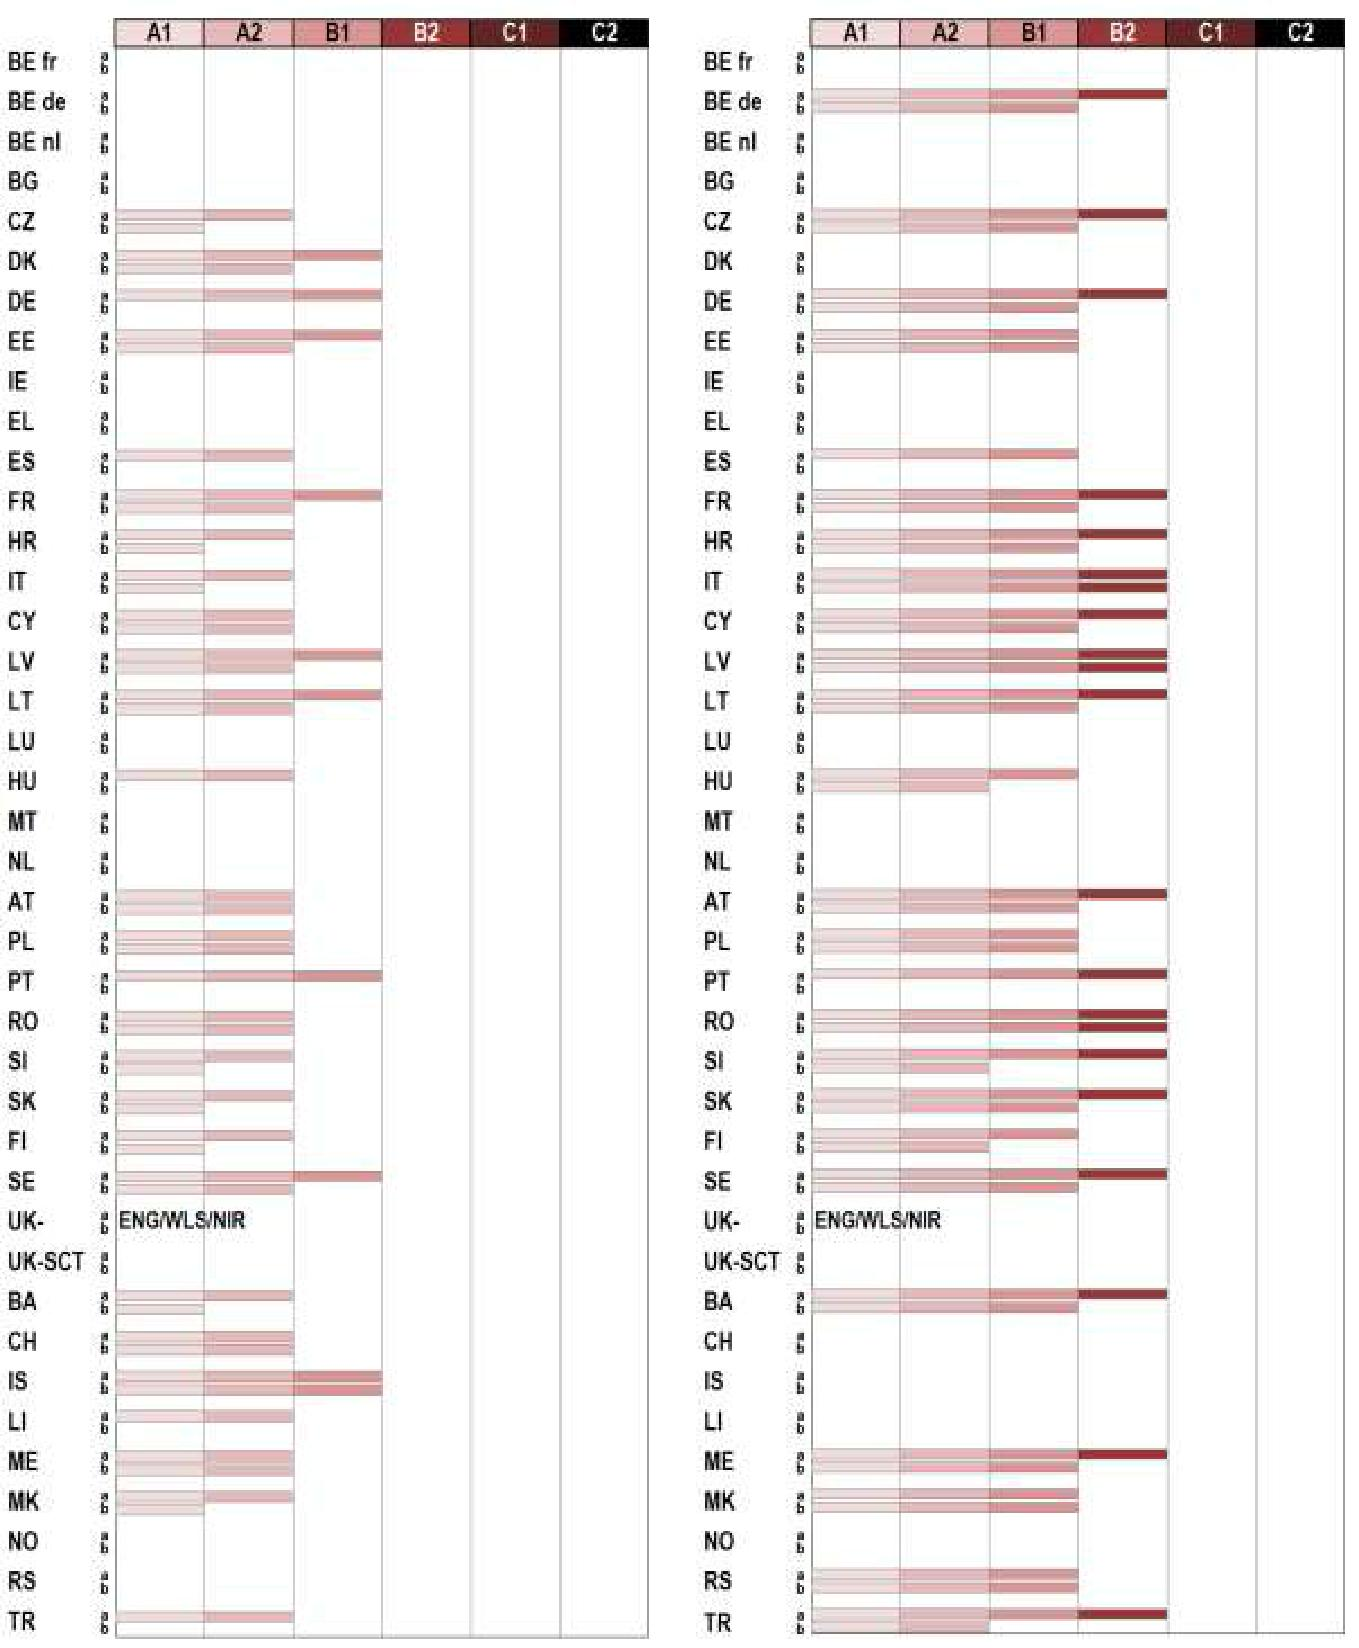 A1 A2 B1 B2 C1 C2 A1 A2 B1 B2 C1 C2
BE fr a b BE fr a b
BE de a b BE de a b
BE nl a b BE nl a b
BG a b BG a b
CZ a b CZ a b
DK a b DK a b
DE a b DE a b
EE a b EE a b
IE a b IE a b
EL a b EL a b
ES a b ES a b
FR a b FR a b
HR a b HR a b
IT a b IT a b
CY a b CY a b
LV a b LV a b
LT a b LT a b
LU a b LU a b
HU a b HU a b
MT a b MT a b
NL a b NL a b
AT a b AT a b
PL a b PL a b
PT a b PT a b
RO a b RO a b
SI a b SI a b
SK a b SK a b
FI a b FI a b
SE a b SE a b
UK- a b ENG/WLS/NIR UK- a b ENG/WLS/NIR
UK-SCT a b UK-SCT a b
BA a b BA a b
CH a b CH a b
IS a b IS a b
LI a b LI a b
ME a b ME a b
MK a b MK a b
NO a b NO a b
RS a b RS a b
TR a b TR a b